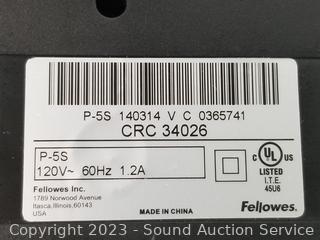 P-5S 140314 V C 0365741
CRC 34026
P-5S
120V~ 60Hz 1.2A
Fellowes Inc.
1789 Norwood Avenue
Itasca.Illinois.60143
USA
MADE IN CHINA
C UL US
LISTED
I.T.E.
45U6
Fellowes.
Copyright 2023 - Sound Auction Service